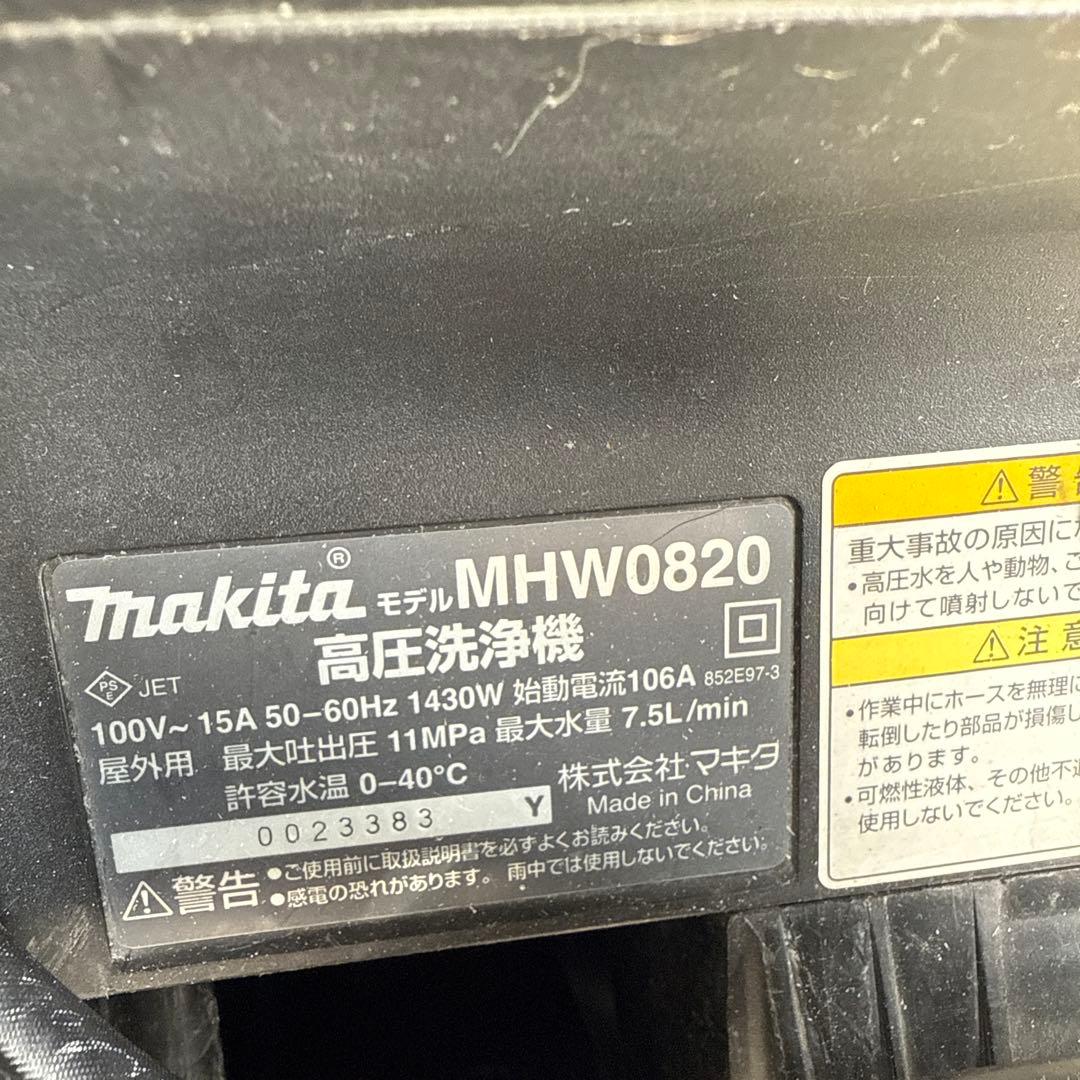 makita® モデル MHW0820
高圧洗浄機
PSE JET
852E97-3
100V~ 15A 50-60Hz 1430W 始動電流106A
屋外用 最大吐出圧 11MPa 最大水量 7.5L/min
許容水温 0-40°C
株式会社マキタ
Made in China
0023383 Y
⚠警告
●ご使用前に取扱説明書を必ずよくお読みください。
●感電の恐れがあります。 雨中では使用しないでください。
⚠警告
重大事故の原因に
•高圧水を人や動物、こ
向けて噴射しないで
⚠注意
•作業中にホースを無理に
転倒したり部品が損傷し
があります。
•可燃性液体、その他不適
使用しないでください。